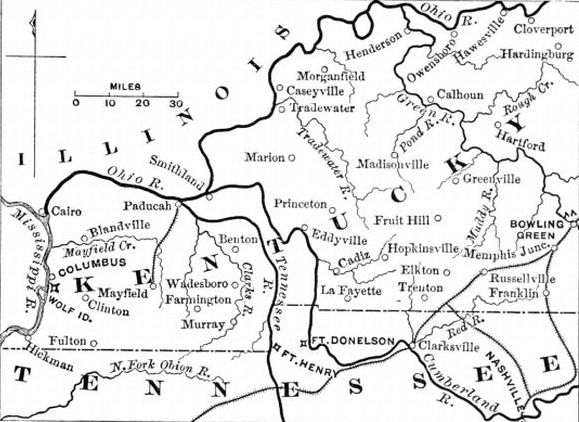 Ohio R.
Cloverport
Hawesville
Owensboro
Henderson
Hardingburg
ILLINOIS
Morganfield
Caseyville
Tradewater
MILES
0 10 20 30
Calhoun
Green R.
Rough Cr.
Hartford
Pond R.
Marion
Tradewater R.
Madisonville
Smithland
Ohio R.
Greenville
KENTUCKY
Princeton
Paducah
Cairo
Mississippi R.
Fruit Hill
Muddy R.
BOWLING GREEN
Blandville
Mayfield Cr.
Eddyville
Benton
Hopkinsville
Memphis Junc.
COLUMBUS
WOLF ID.
Cadiz
Elkton
Russellville
Mayfield
Wadesboro
Clarks R.
Tennessee R.
La Fayette
Trenton
Franklin
Clinton
Farmington
Murray
Red R.
Fulton
FT. DONELSON
Clarksville
Hickman
FT. HENRY
NASHVILLE
N. Fork Obion R.
Cumberland R.
TENNESSEE